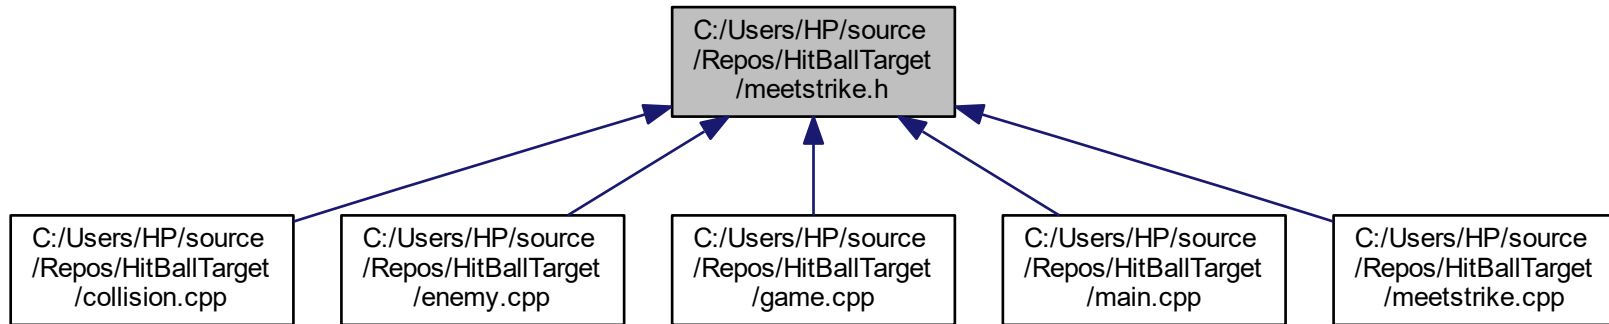 C:/Users/HP/source
/Repos/HitBallTarget
/meetstrike.h
C:/Users/HP/source
/Repos/HitBallTarget
/collision.cpp
C:/Users/HP/source
/Repos/HitBallTarget
/enemy.cpp
C:/Users/HP/source
/Repos/HitBallTarget
/game.cpp
C:/Users/HP/source
/Repos/HitBallTarget
/main.cpp
C:/Users/HP/source
/Repos/HitBallTarget
/meetstrike.cpp